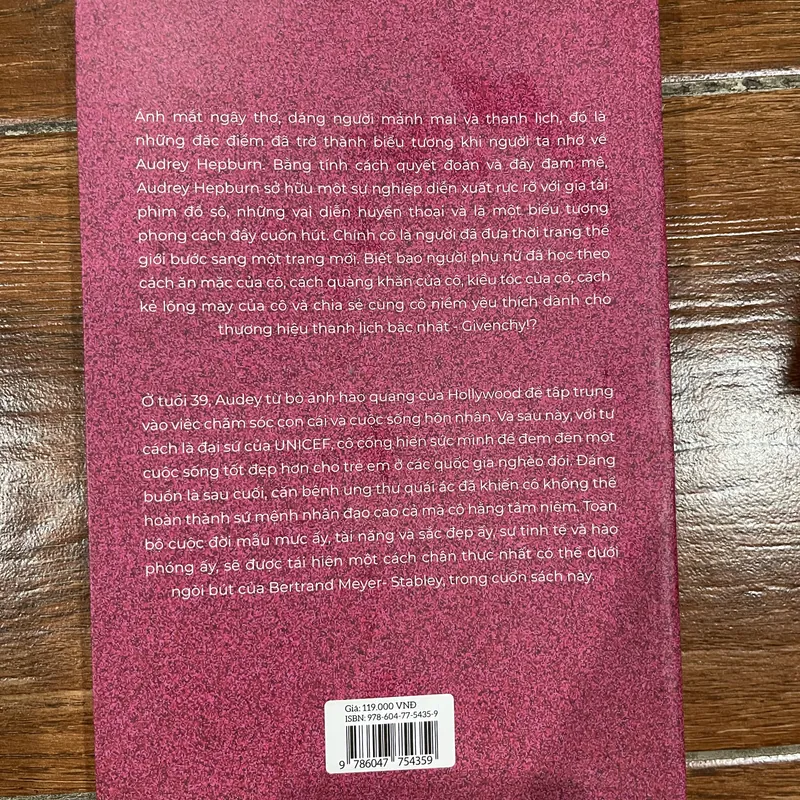 Ánh mắt ngây thơ, dáng người mảnh mai và thanh lịch, đó là
những đặc điểm đã trở thành biểu tượng khi người ta nhớ về
Audrey Hepburn. Bằng tính cách quyết đoán và đầy đam mê,
Audrey Hepburn sở hữu một sự nghiệp diễn xuất rực rỡ với gia tài
phim đồ sộ, những vai diễn huyền thoại và là một biểu tượng
phong cách đầy cuốn hút. Chính cô là người đã đưa thời trang thế
giới bước sang một trang mới. Biết bao người phụ nữ đã học theo
cách ăn mặc của cô, cách quàng khăn của cô, kiểu tóc của cô, cách
kẻ lông mày của cô và chia sẻ cùng cô niềm yêu thích dành cho
thương hiệu thanh lịch bậc nhất - Givenchy!?
Ở tuổi 39, Audey từ bỏ ánh hào quang của Hollywood để tập trung
vào việc chăm sóc con cái và cuộc sống hôn nhân. Và sau này, với tư
cách là đại sứ của UNICEF, cô cống hiến sức mình để đem đến một
cuộc sống tốt đẹp hơn cho trẻ em ở các quốc gia nghèo đói. Đáng
buồn là sau cuối, căn bệnh ung thư quái ác đã khiến cô không thể
hoàn thành sứ mệnh nhân đạo cao cả mà cô hằng tâm niệm. Toàn
bộ cuộc đời mẫu mực ấy, tài năng và sắc đẹp ấy, sự tinh tế và hào
phóng ấy, sẽ được tái hiện một cách chân thực nhất có thể dưới
ngòi bút của Bertrand Meyer- Stabley, trong cuốn sách này.
Giá: 119.000 VNĐ
ISBN: 978-604-77-5435-9
9 786047 754359